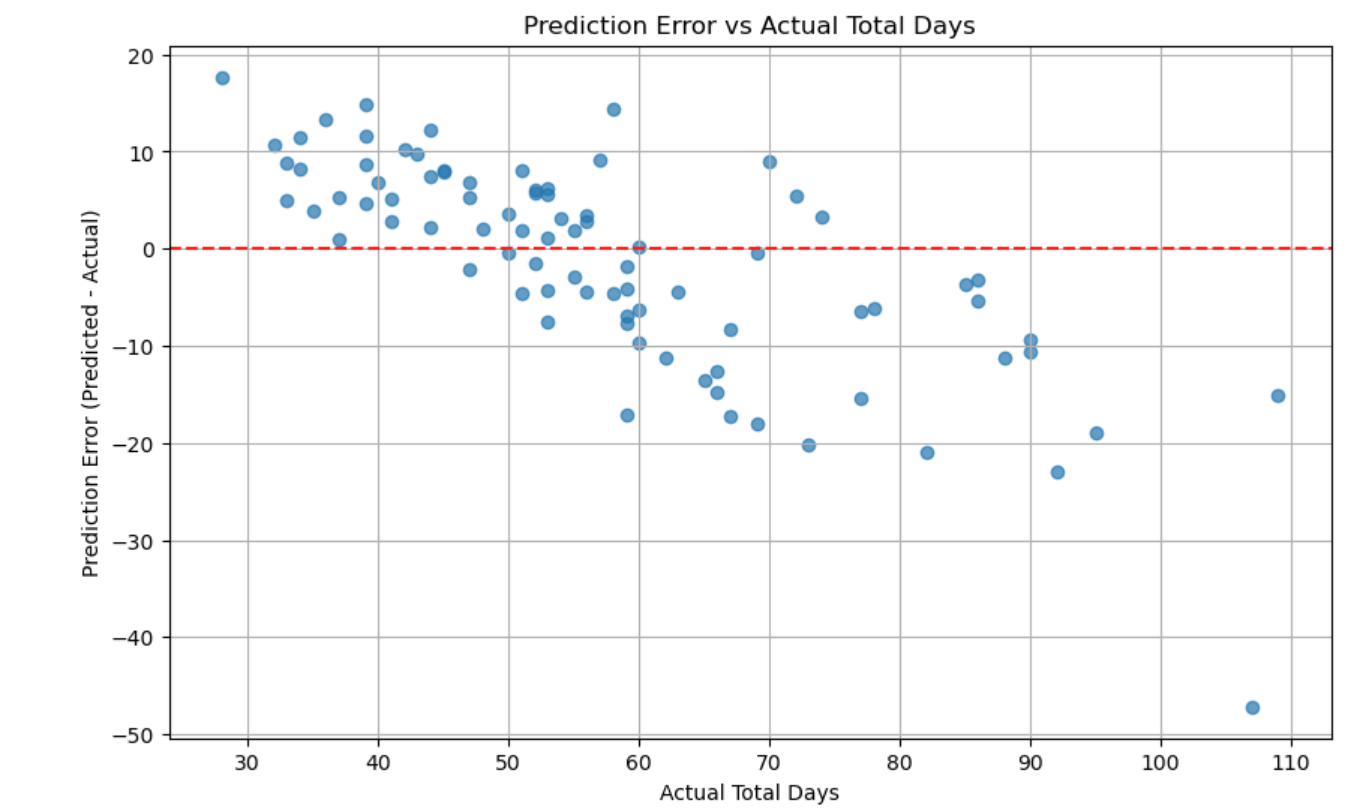 Prediction Error vs Actual Total Days
Prediction Error (Predicted - Actual)
20
10
0
−10
−20
−30
−40
−50
30 40 50 60 70 80 90 100 110
Actual Total Days